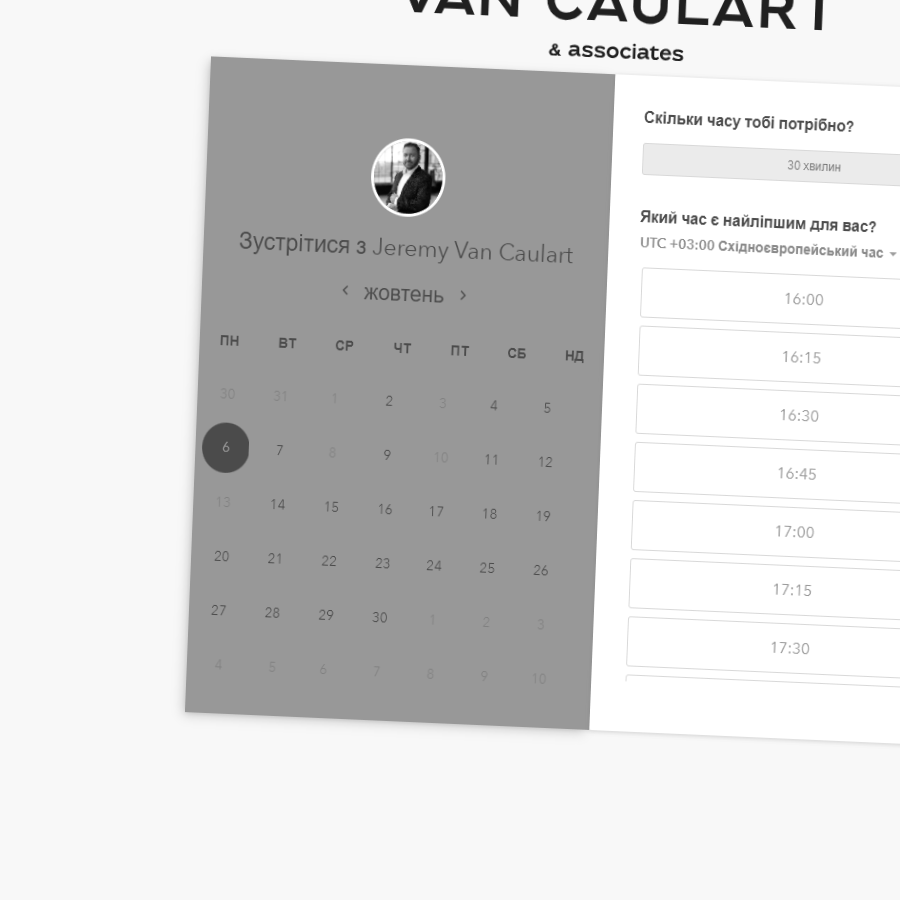 VAN CAULART
& associates
Зустрітися з Jeremy Van Caulart
жовтень
ПН ВТ СР ЧТ ПТ СБ НД
30 31 1 2 3 4 5
6 7 8 9 10 11 12
13 14 15 16 17 18 19
20 21 22 23 24 25 26
27 28 29 30 1 2 3
4 5 6 7 8 9 10
Скільки часу тобі потрібно?
30 хвилин
Який час є найліпшим для вас?
UTC +03:00 Східноєвропейський час
16:00
16:15
16:30
16:45
17:00
17:15
17:30